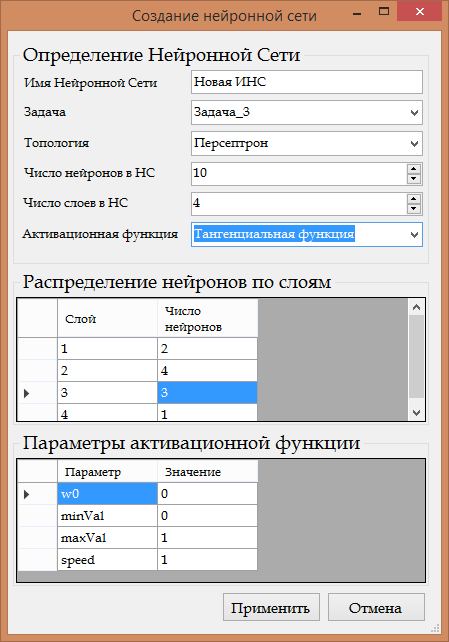 Создание нейронной сети
Определение Нейронной Сети
Имя Нейронной Сети Новая ИНС
Задача Задача_3
Топология Персептрон
Число нейронов в НС 10
Число слоев в НС 4
Активационная функция Тангенциальная функция
Распределение нейронов по слоям
Слой Число
нейронов
1 2
2 4
3 3
4 1
Параметры активационной функции
Параметр Значение
w0 0
minVal 0
maxVal 1
speed 1
Применить Отмена